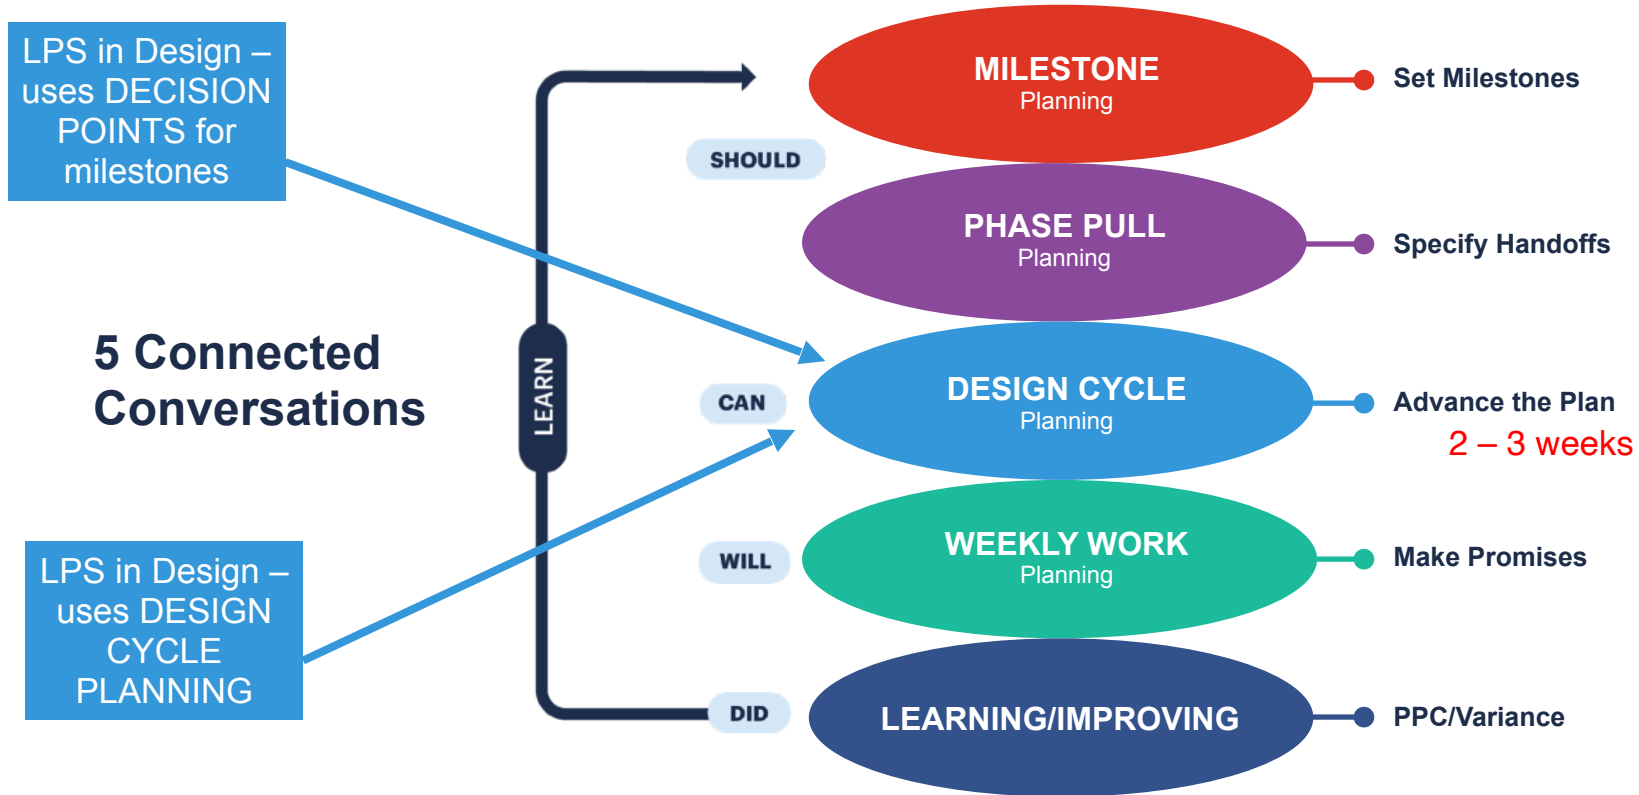 LPS in Design –
uses DECISION
POINTS for
milestones
5 Connected
Conversations
LPS in Design –
uses DESIGN
CYCLE
PLANNING
LEARN
SHOULD
CAN
WILL
DID
MILESTONE
Planning
Set Milestones
PHASE PULL
Planning
Specify Handoffs
DESIGN CYCLE
Planning
Advance the Plan
2 – 3 weeks
WEEKLY WORK
Planning
Make Promises
LEARNING/IMPROVING
PPC/Variance